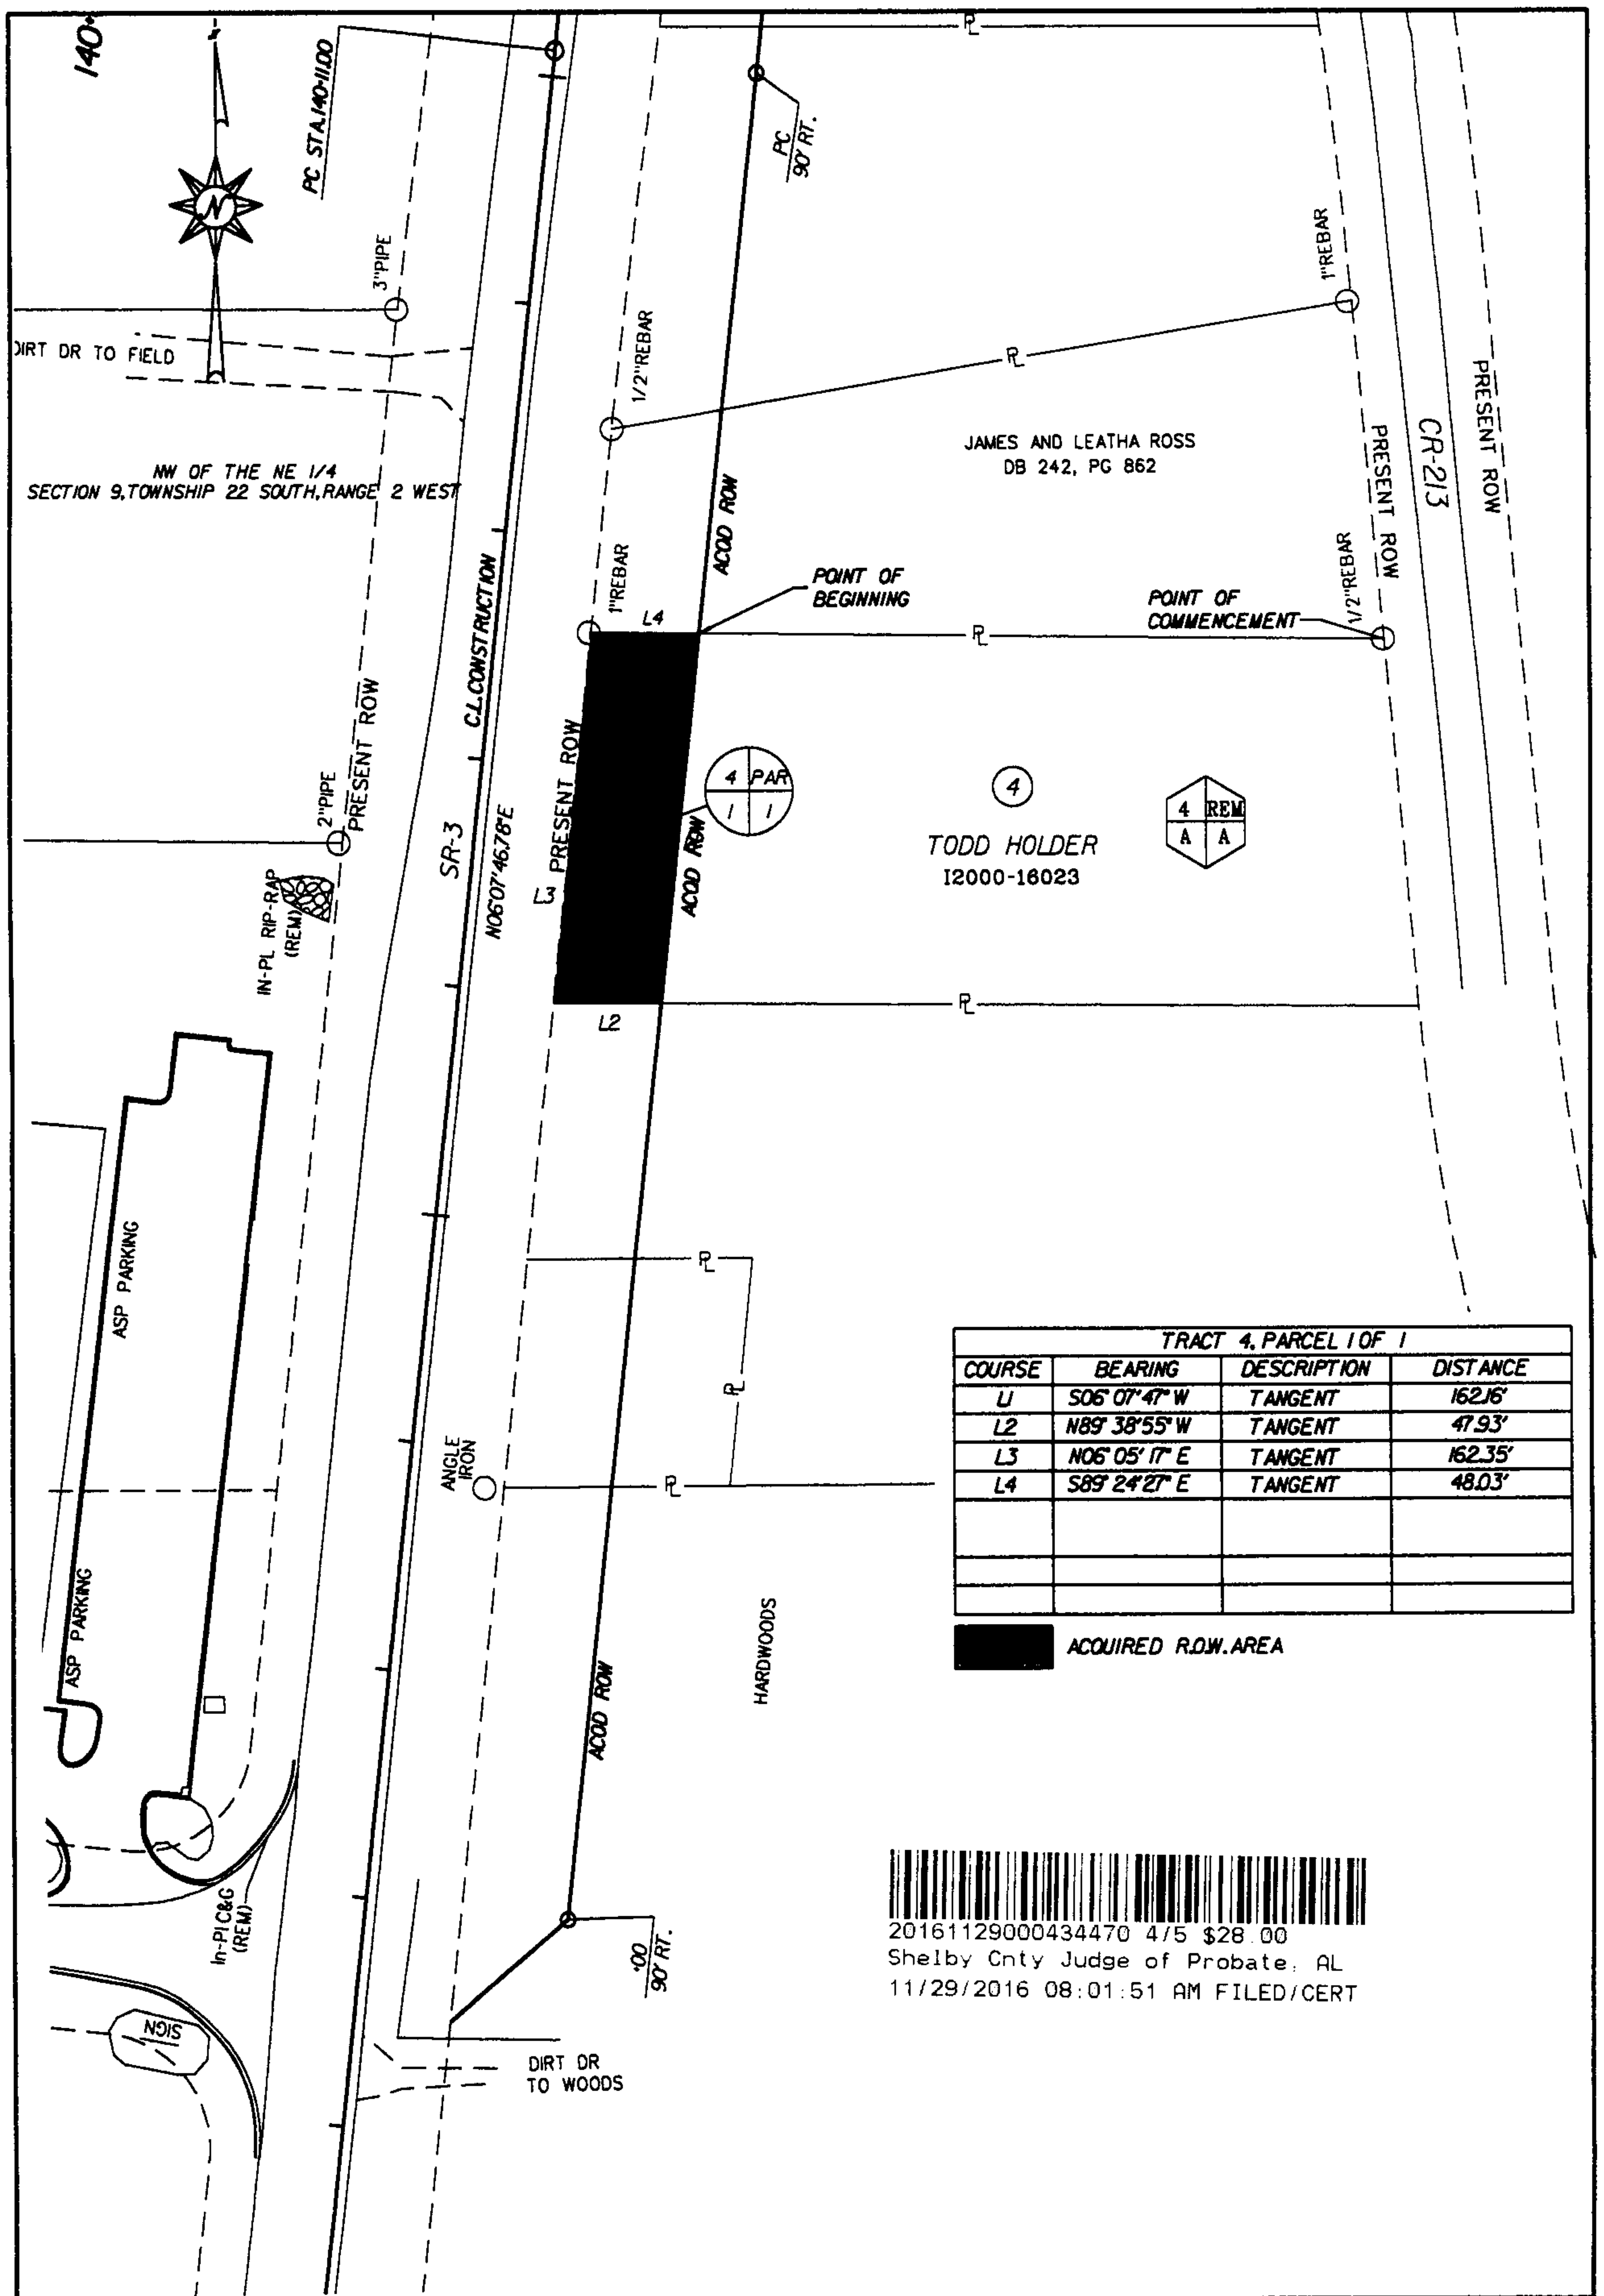 140+
PC STA.140+11.00
PC
90' RT.
N
3"PIPE
1"REBAR
DIRT DR TO FIELD
1/2"REBAR
PRESENT ROW
PRESENT ROW
CR-213
JAMES AND LEATHA ROSS
DB 242, PG 862
NW OF THE NE 1/4
SECTION 9, TOWNSHIP 22 SOUTH, RANGE 2 WEST
ACQD ROW
C.L. CONSTRUCTION
1"REBAR
1/2"REBAR
POINT OF
BEGINNING
POINT OF
COMMENCEMENT
L4
PRESENT ROW
PRESENT ROW
2"PIPE
SR-3
N06°07'46.78"E
4 PAR
1 1
4
4 REM
A A
TODD HOLDER
I2000-16023
ACQD ROW
L3
IN-PL RIP-RAP
(REM)
L2
ASP PARKING
TRACT 4, PARCEL 1 OF 1
COURSE BEARING DESCRIPTION DISTANCE
L1 S06° 07' 47" W TANGENT 162.16'
L2 N89° 38' 55" W TANGENT 47.93'
L3 N06° 05' 17" E TANGENT 162.35'
L4 S89° 24' 27" E TANGENT 48.03'
ANGLE
IRON
ASP PARKING
HARDWOODS
ACQUIRED R.O.W. AREA
ACQD ROW
In-Pl C&G
(REM)
+00
90' RT.
20161129000434470 4/5 $28.00
Shelby Cnty Judge of Probate, AL
11/29/2016 08:01:51 AM FILED/CERT
SIGN
DIRT DR
TO WOODS